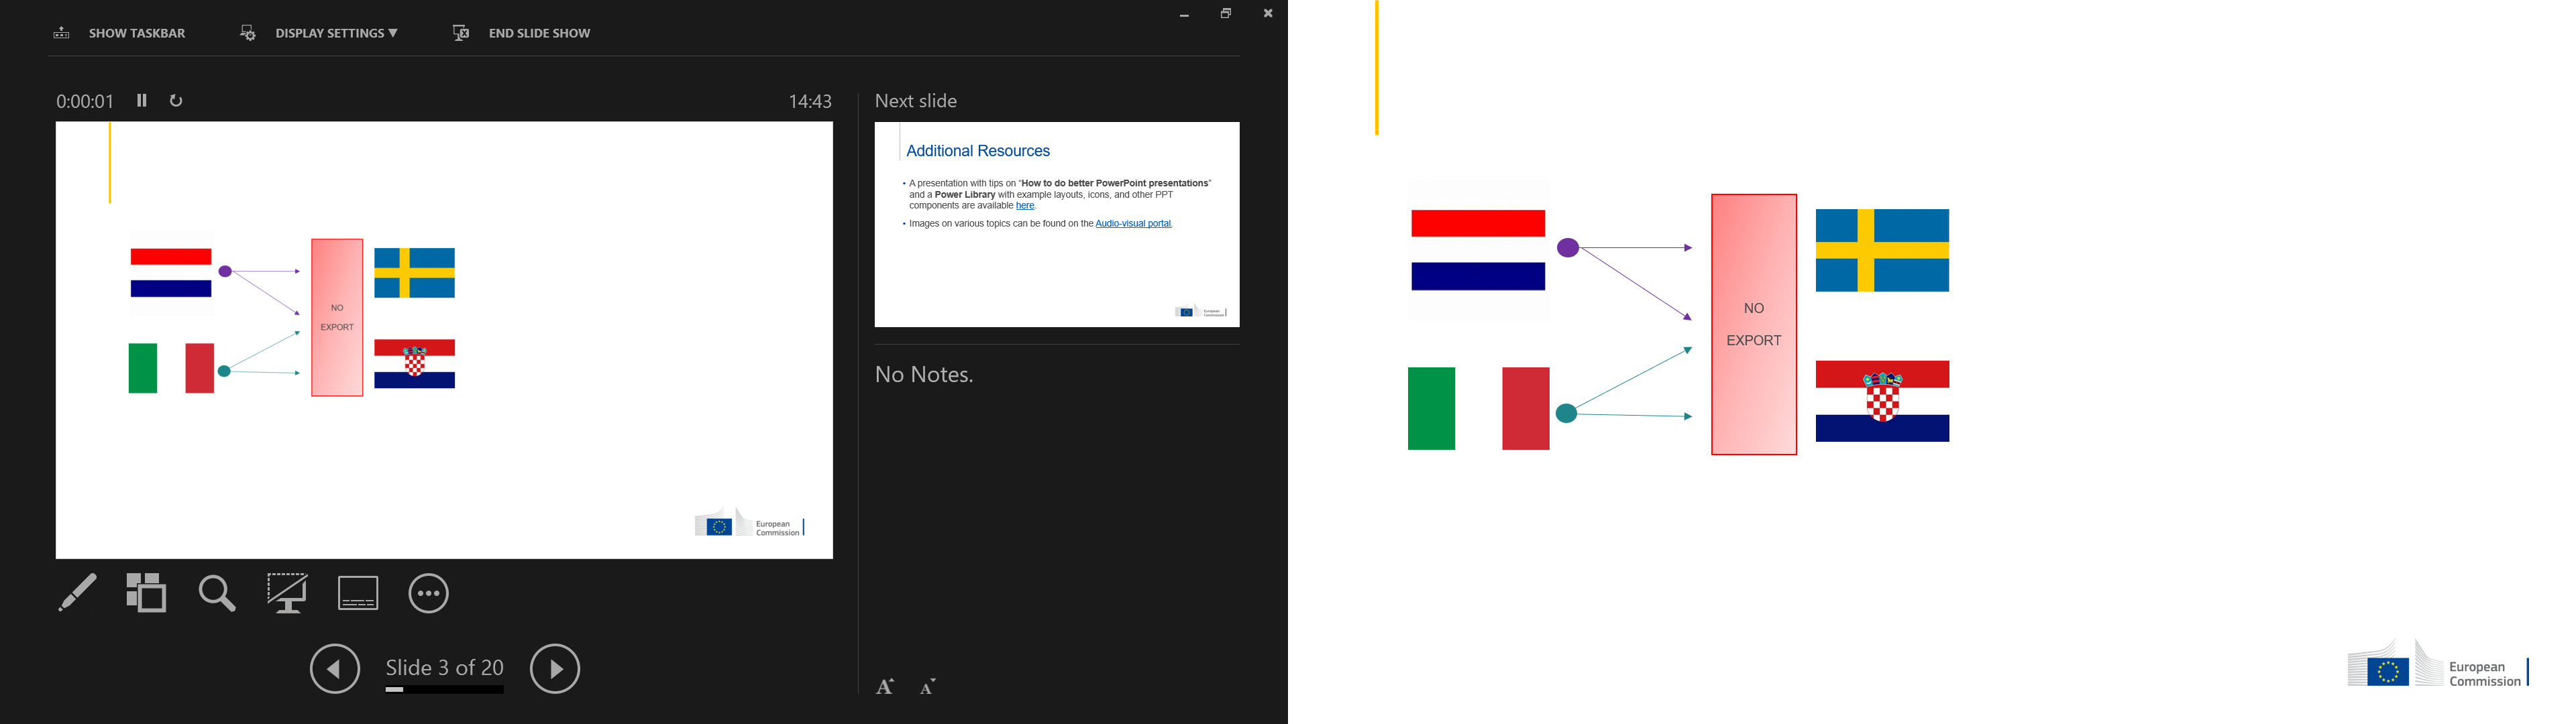 SHOW TASKBAR
DISPLAY SETTINGS ▼
END SLIDE SHOW
0:00:01
14:43
NO
EXPORT
European
Commission
Slide 3 of 20
Next slide
Additional Resources
• A presentation with tips on “How to do better PowerPoint presentations”
and a Power Library with example layouts, icons, and other PPT
components are available here.
• Images on various topics can be found on the Audio-visual portal.
European
Commission
No Notes.
A A
NO
EXPORT
European
Commission